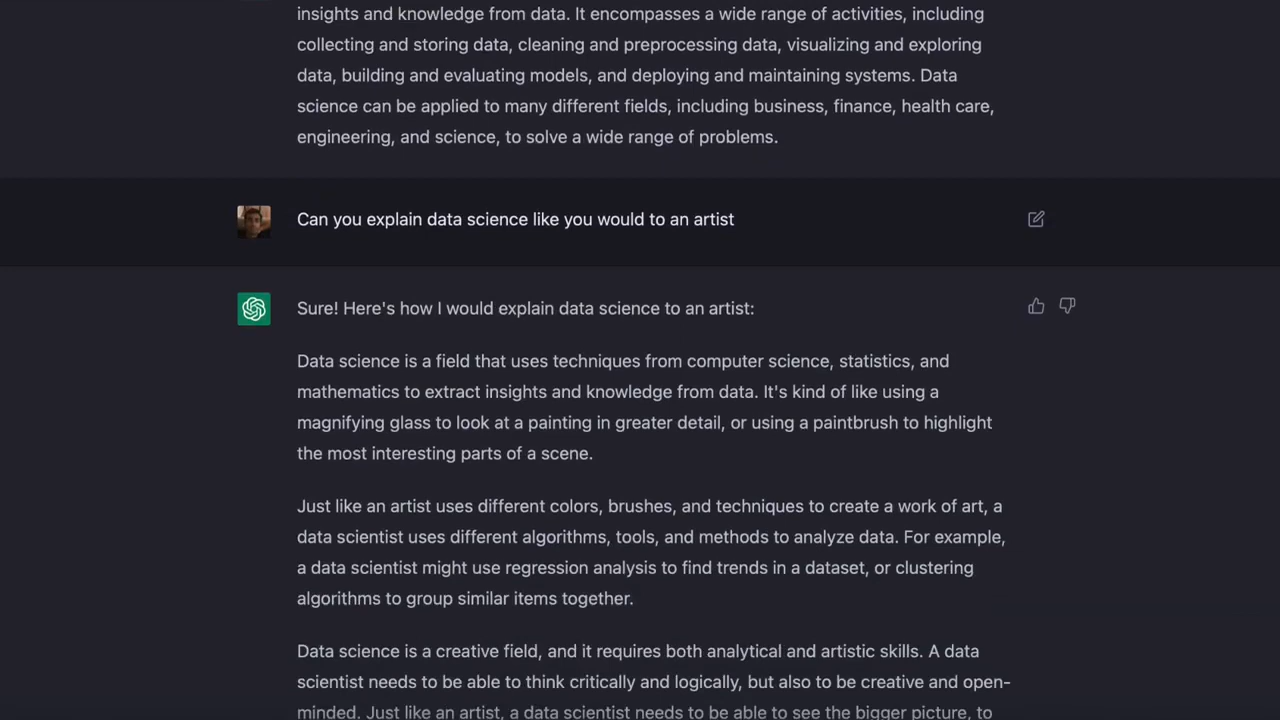 insights and knowledge from data. It encompasses a wide range of activities, including
collecting and storing data, cleaning and preprocessing data, visualizing and exploring
data, building and evaluating models, and deploying and maintaining systems. Data
science can be applied to many different fields, including business, finance, health care,
engineering, and science, to solve a wide range of problems.
Can you explain data science like you would to an artist
Sure! Here's how I would explain data science to an artist:
Data science is a field that uses techniques from computer science, statistics, and
mathematics to extract insights and knowledge from data. It's kind of like using a
magnifying glass to look at a painting in greater detail, or using a paintbrush to highlight
the most interesting parts of a scene.
Just like an artist uses different colors, brushes, and techniques to create a work of art, a
data scientist uses different algorithms, tools, and methods to analyze data. For example,
a data scientist might use regression analysis to find trends in a dataset, or clustering
algorithms to group similar items together.
Data science is a creative field, and it requires both analytical and artistic skills. A data
scientist needs to be able to think critically and logically, but also to be creative and open-
minded. Just like an artist, a data scientist needs to be able to see the bigger picture, to